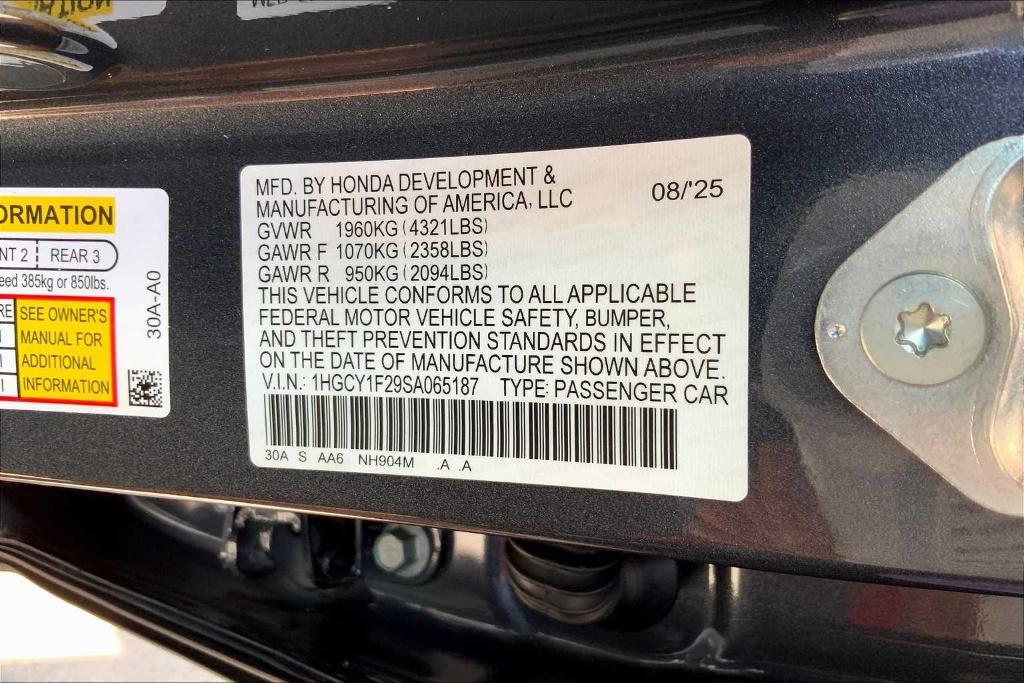 ORMATION
NT 2 REAR 3
eed 385kg or 850lbs.
RE
SEE OWNER'S
MANUAL FOR
ADDITIONAL
INFORMATION
30A-A0
MFD. BY HONDA DEVELOPMENT &
MANUFACTURING OF AMERICA, LLC
08/'25
GVWR 1960KG (4321LBS)
GAWR F 1070KG (2358LBS)
GAWR R 950KG (2094LBS)
THIS VEHICLE CONFORMS TO ALL APPLICABLE
FEDERAL MOTOR VEHICLE SAFETY, BUMPER,
AND THEFT PREVENTION STANDARDS IN EFFECT
ON THE DATE OF MANUFACTURE SHOWN ABOVE.
V.I.N.: 1HGCY1F29SA065187 TYPE: PASSENGER CAR
30A S AA6 NH904M .A .A